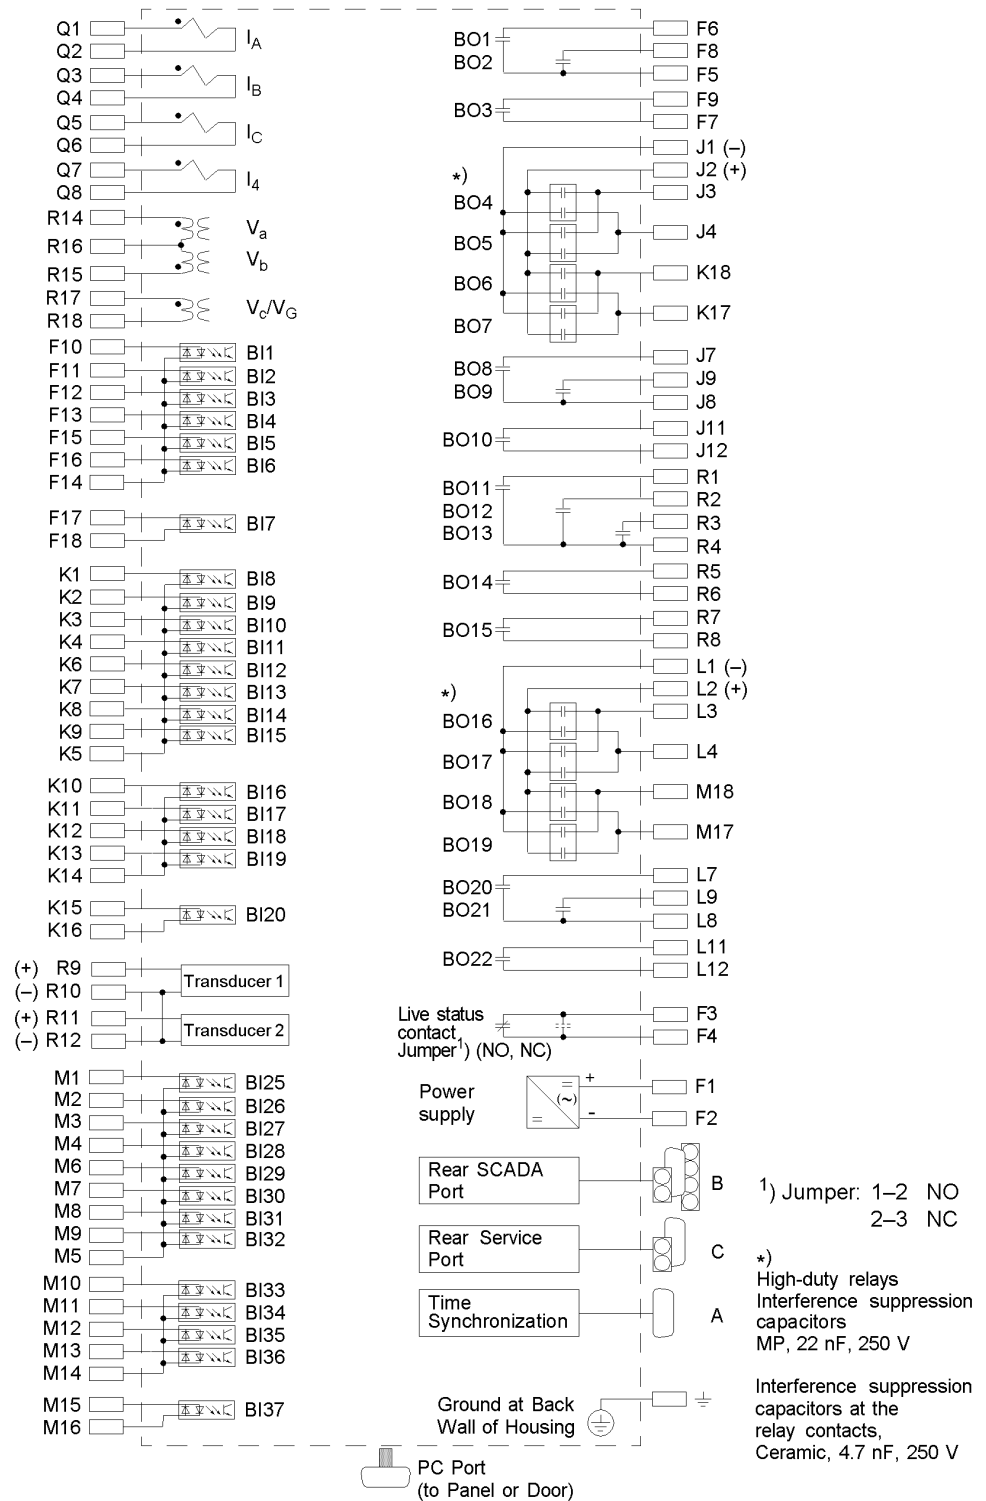 Q1
Q2
IA
Q3
Q4
IB
Q5
Q6
IC
Q7
Q8
I4
R14
Va
R16
Vb
R15
R17
Vc/VG
R18
F10
BI1
F11
BI2
F12
BI3
F13
BI4
F15
BI5
F16
BI6
F14
F17
BI7
F18
K1
BI8
K2
BI9
K3
BI10
K4
BI11
K6
BI12
K7
BI13
K8
BI14
K9
BI15
K5
K10
BI16
K11
BI17
K12
BI18
K13
BI19
K14
K15
BI20
K16
(+) R9
Transducer 1
(–) R10
(+) R11
Transducer 2
(–) R12
M1
BI25
M2
BI26
M3
BI27
M4
BI28
M6
BI29
M7
BI30
M8
BI31
M9
BI32
M5
M10
BI33
M11
BI34
M12
BI35
M13
BI36
M14
M15
BI37
M16
BO1
F6
BO2
F8
F5
BO3
F9
F7
J1 (–)
J2 (+)
*)
BO4
J3
BO5
J4
BO6
K18
BO7
K17
BO8
J7
BO9
J9
J8
BO10
J11
J12
BO11
R1
BO12
R2
BO13
R3
R4
BO14
R5
R6
BO15
R7
R8
L1 (–)
L2 (+)
*)
BO16
L3
BO17
L4
BO18
M18
BO19
M17
BO20
L7
BO21
L9
L8
BO22
L11
L12
Live status
contact
Jumper1) (NO, NC)
F3
F4
Power
supply
=
(~)
=
+
-
F1
F2
Rear SCADA
Port
B
Rear Service
Port
C
Time
Synchronization
A
Ground at Back
Wall of Housing
PC Port
(to Panel or Door)
1) Jumper: 1–2 NO
2–3 NC
*)
High-duty relays
Interference suppression
capacitors
MP, 22 nF, 250 V
Interference suppression
capacitors at the
relay contacts,
Ceramic, 4.7 nF, 250 V